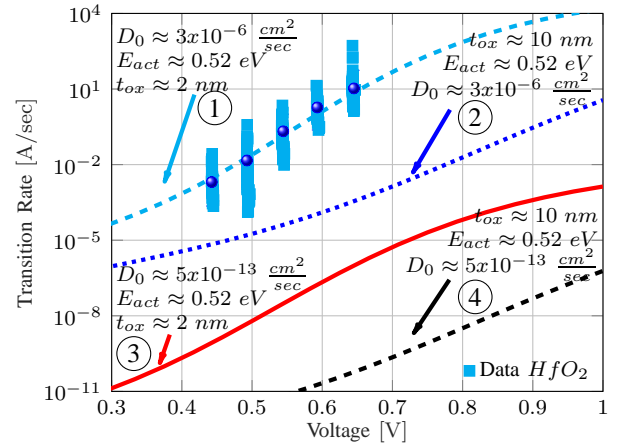 10^4
10^1
10^-2
10^-5
10^-8
10^-11
Transition Rate [A/sec]
D_0 ≈ 3x10^-6 cm^2/sec
E_act ≈ 0.52 eV
t_ox ≈ 2 nm
1
t_ox ≈ 10 nm
E_act ≈ 0.52 eV
D_0 ≈ 3x10^-6 cm^2/sec
2
D_0 ≈ 5x10^-13 cm^2/sec
E_act ≈ 0.52 eV
t_ox ≈ 2 nm
3
t_ox ≈ 10 nm
E_act ≈ 0.52 eV
D_0 ≈ 5x10^-13 cm^2/sec
4
Data HfO_2
0.3 0.4 0.5 0.6 0.7 0.8 0.9 1
Voltage [V]